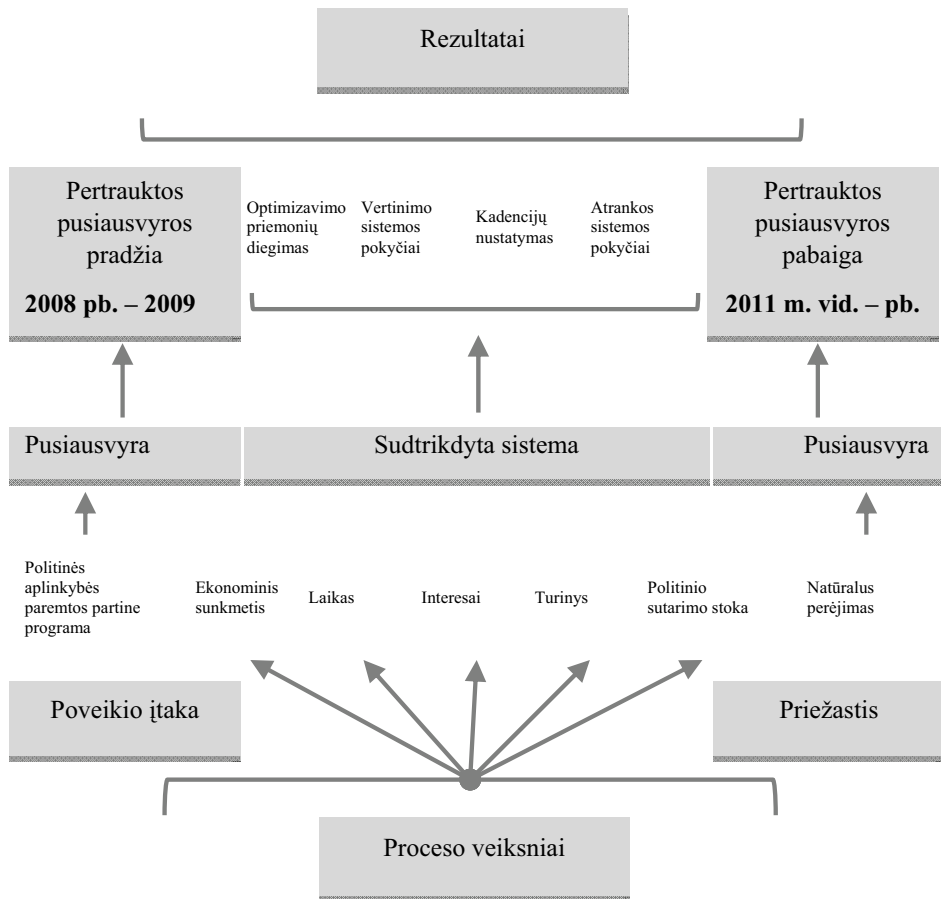 Rezultatai
Pertrauktos
pusiausvyros
pradžia
2008 pb. – 2009
Optimizavimo
priemonių
diegimas
Vertinimo
sistemos
pokyčiai
Kadencijų
nustatymas
Atrankos
sistemos
pokyčiai
Pertrauktos
pusiausvyros
pabaiga
2011 m. vid. – pb.
Pusiausvyra
Sudtrikdyta sistema
Pusiausvyra
Politinės
aplinkybės
paremtos partine
programa
Ekonominis
sunkmetis
Laikas
Interesai
Turinys
Politinio
sutarimo stoka
Natūralus
perėjimas
Poveikio įtaka
Priežastis
Proceso veiksniai